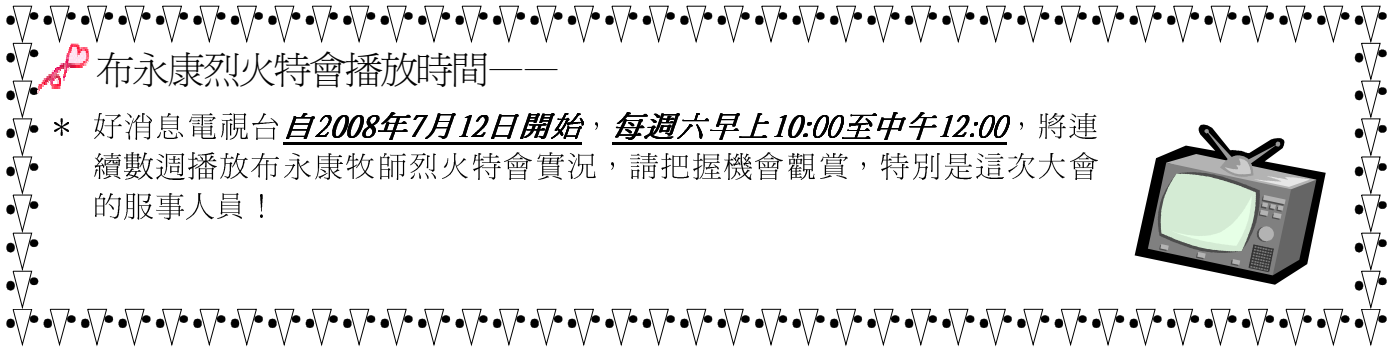 布永康烈火特會播放時間——
* 好消息電視台自2008年7月12日開始，每週六早上10:00至中午12:00，將連
續數週播放布永康牧師烈火特會實況，請把握機會觀賞，特別是這次大會
的服事人員！